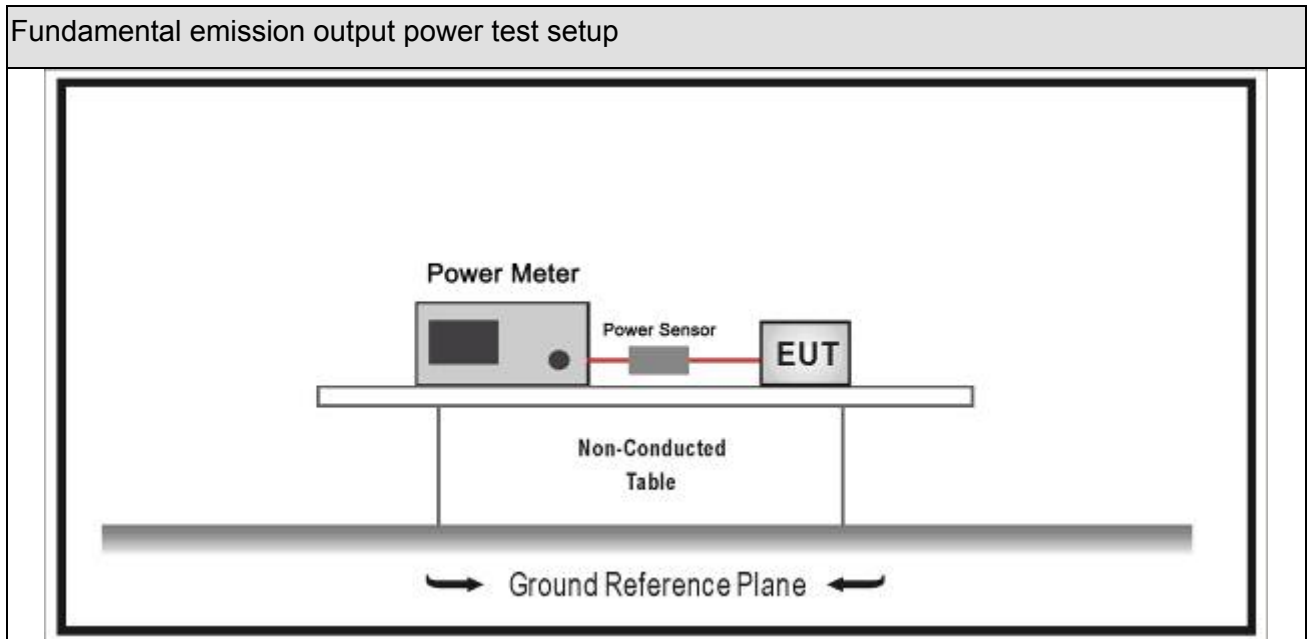 Fundamental emission output power test setup
Power Meter
Power Sensor
EUT
Non-Conducted
Table
Ground Reference Plane